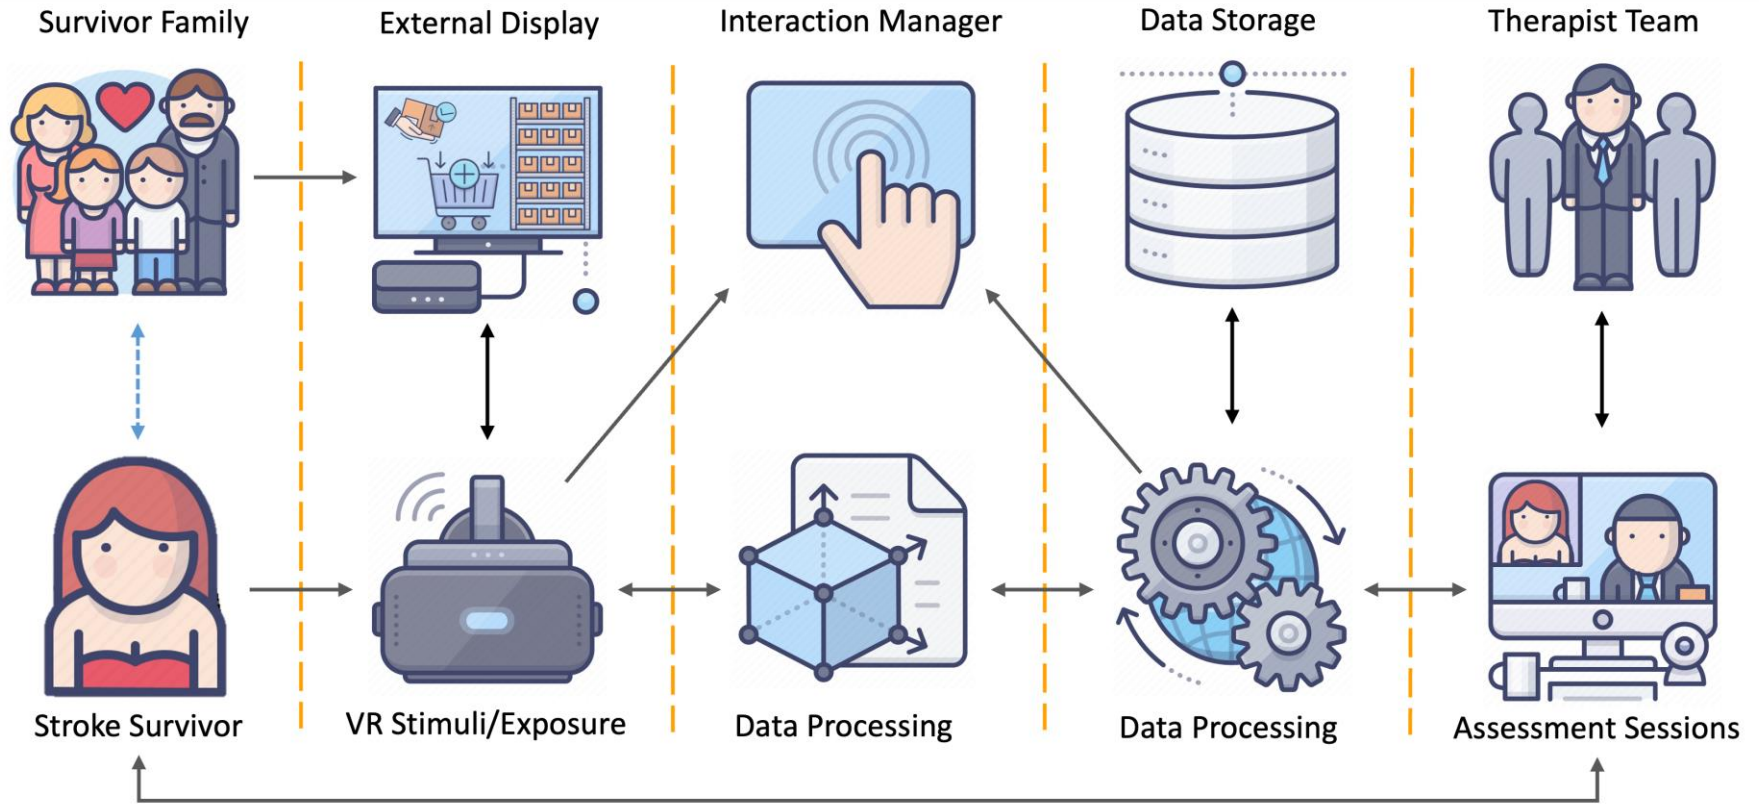 Survivor Family
External Display
Interaction Manager
Data Storage
Therapist Team
Stroke Survivor
VR Stimuli/Exposure
Data Processing
Data Processing
Assessment Sessions